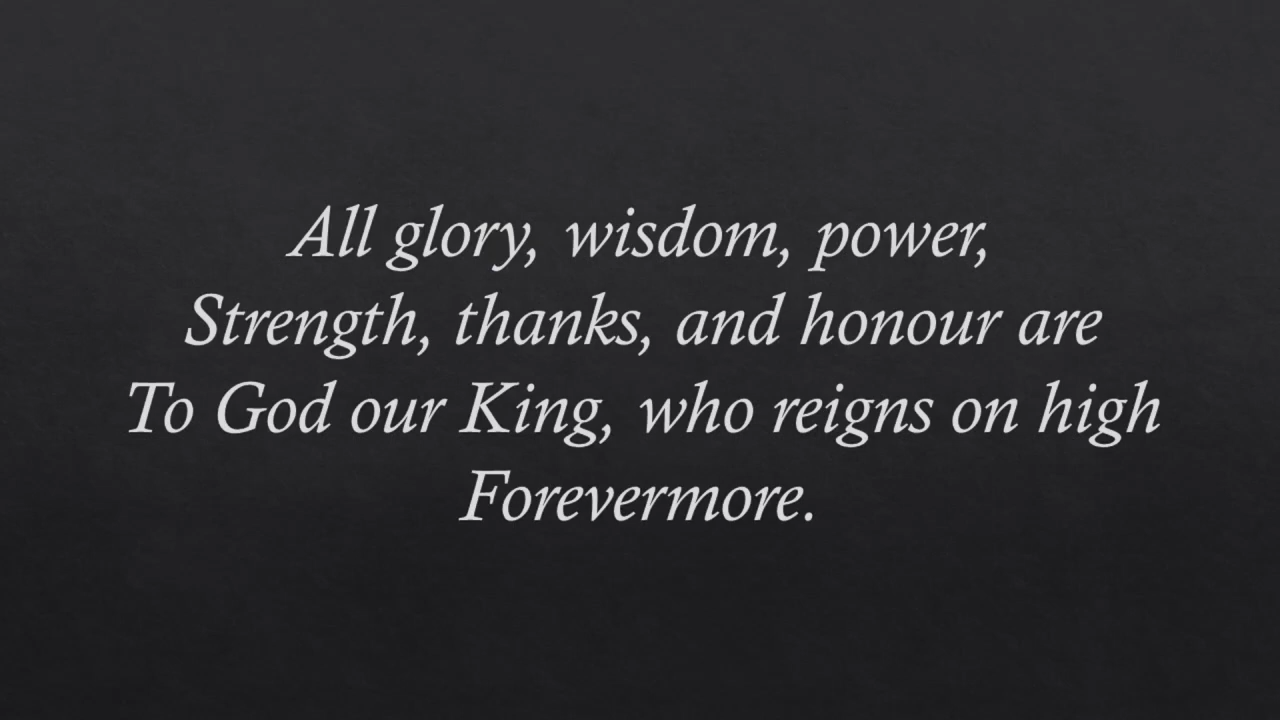 All glory, wisdom, power,
Strength, thanks, and honour are
To God our King, who reigns on high
Forevermore.